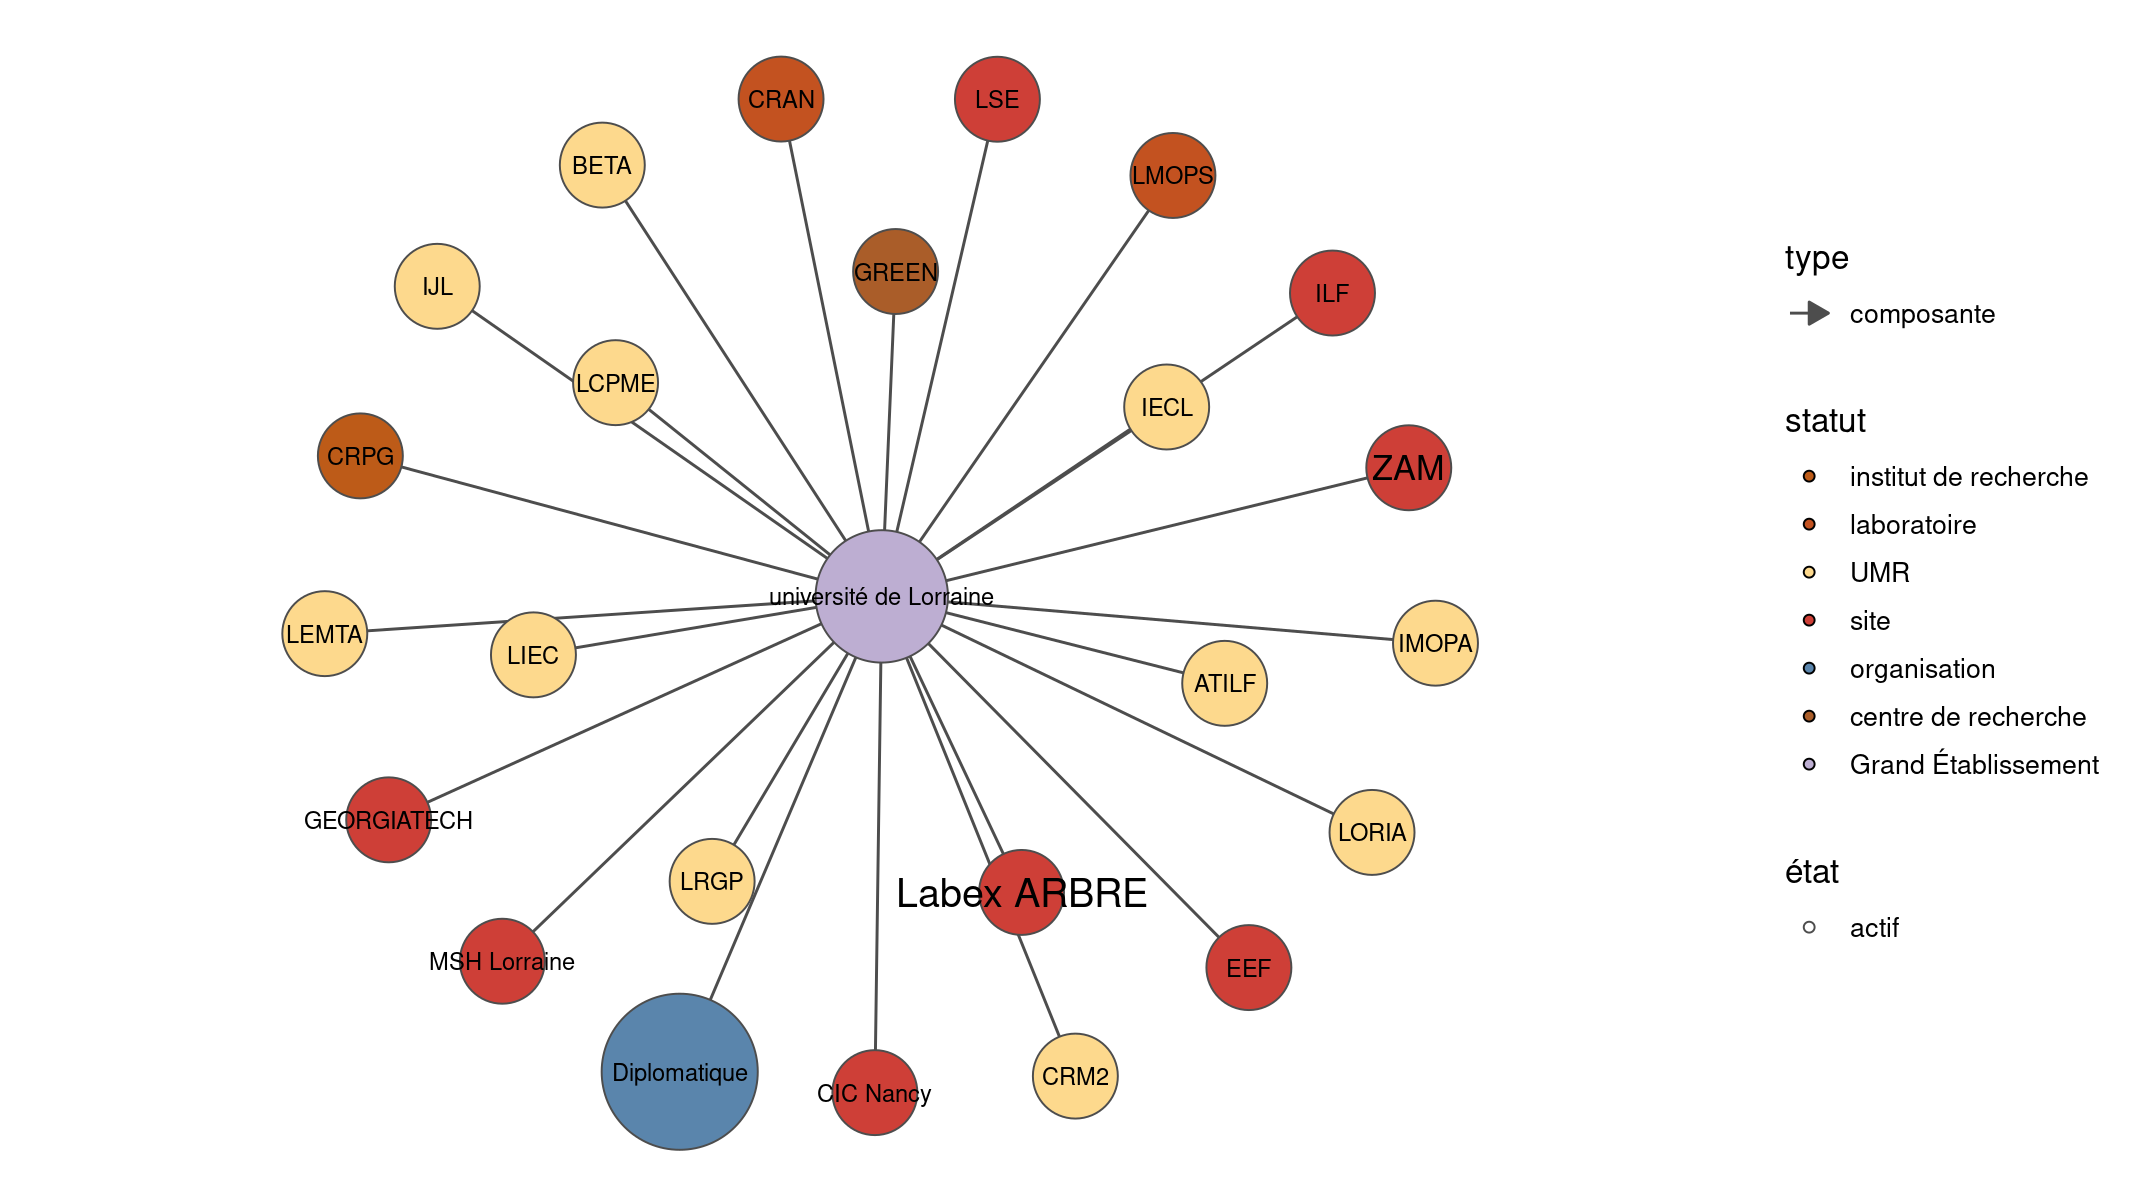 CRAN
LSE
BETA
LMOPS
GREEN
IJL
ILF
LCPME
IECL
CRPG
ZAM
université de Lorraine
LEMTA
LIEC
IMOPA
ATILF
GEORGIATECH
LORIA
LRGP
Labex ARBRE
MSH Lorraine
EEF
Diplomatique
CIC Nancy
CRM2
type
composante
statut
institut de recherche
laboratoire
UMR
site
organisation
centre de recherche
Grand Établissement
état
actif